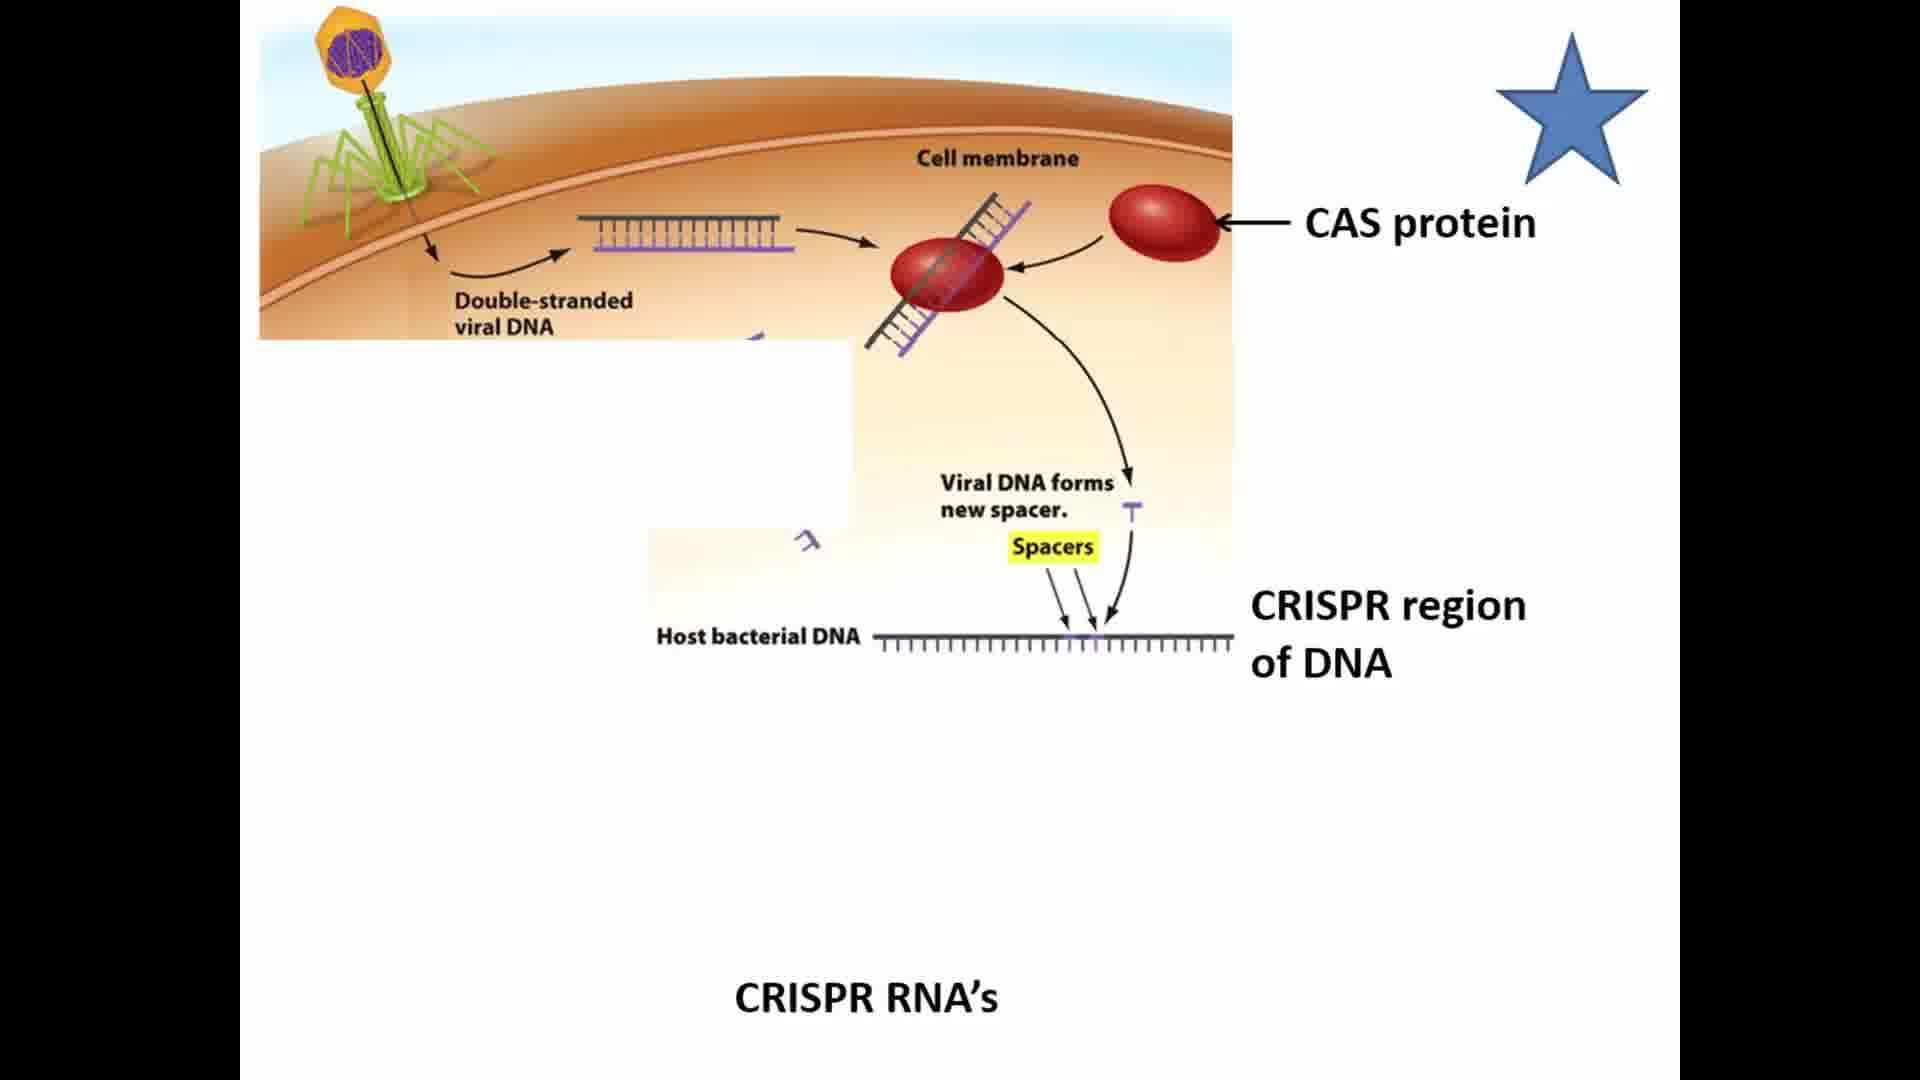 Cell membrane
CAS protein
Double-stranded
viral DNA
Viral DNA forms
new spacer.
Spacers
Host bacterial DNA
CRISPR region
of DNA
CRISPR RNA’s